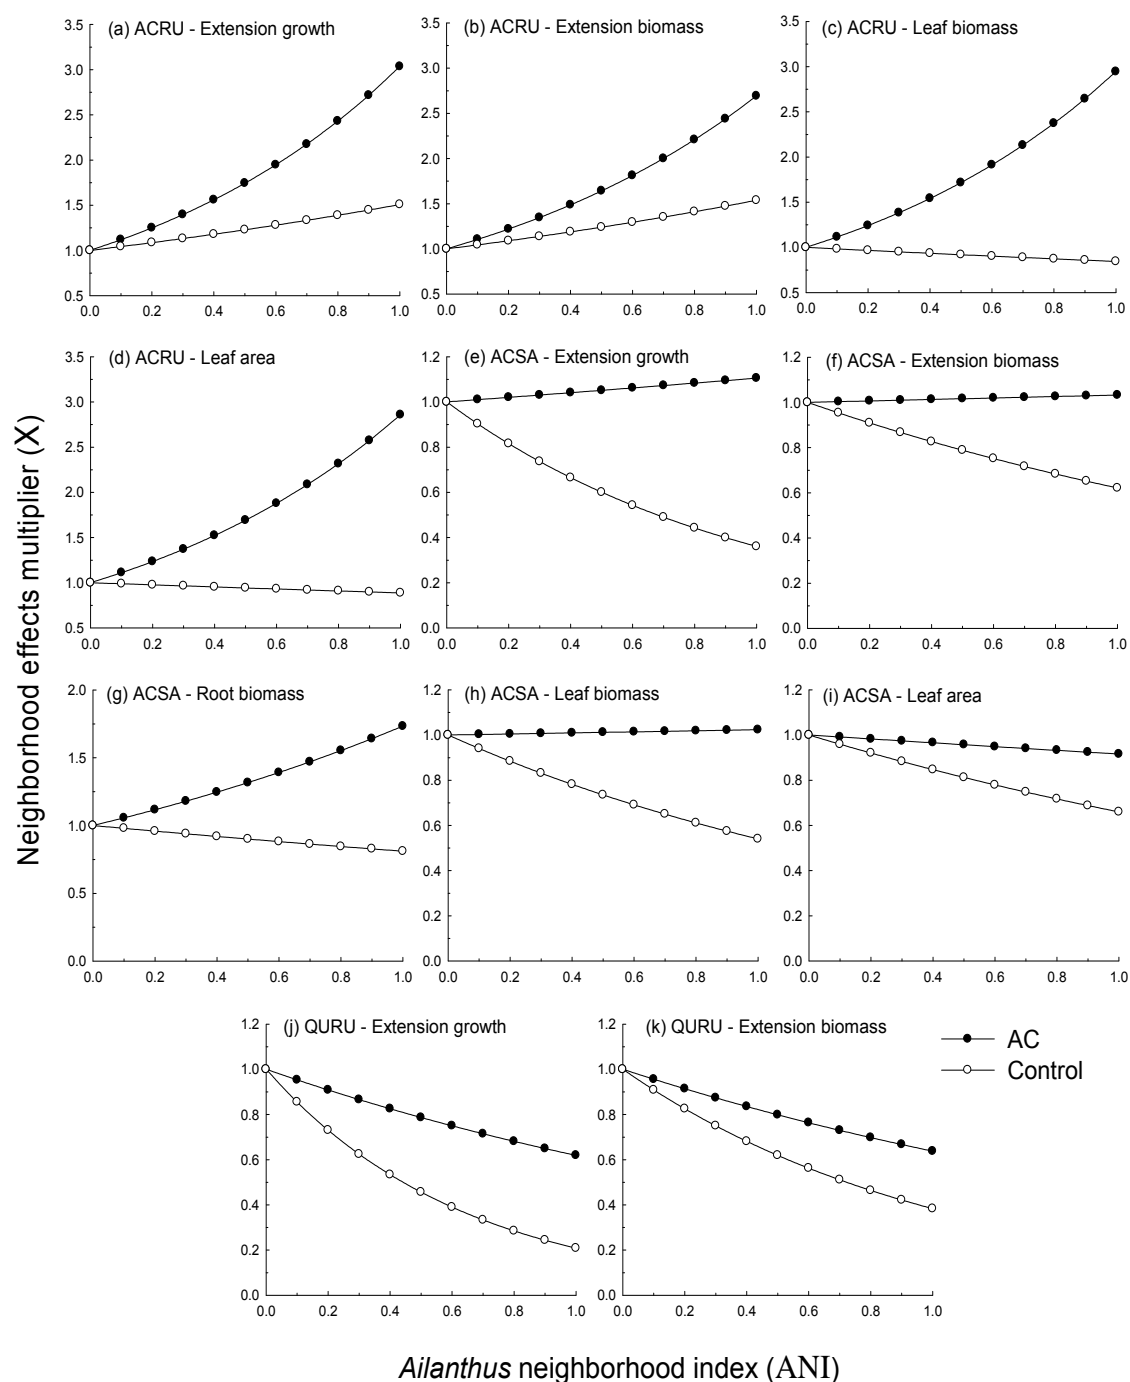 Neighborhood effects multiplier (X)
(a) ACRU - Extension growth
3.5
3.0
2.5
2.0
1.5
1.0
0.5
0.0 0.2 0.4 0.6 0.8 1.0
(b) ACRU - Extension biomass
3.5
3.0
2.5
2.0
1.5
1.0
0.5
0.0 0.2 0.4 0.6 0.8 1.0
(c) ACRU - Leaf biomass
3.5
3.0
2.5
2.0
1.5
1.0
0.5
0.0 0.2 0.4 0.6 0.8 1.0
(d) ACRU - Leaf area
3.5
3.0
2.5
2.0
1.5
1.0
0.5
0.0 0.2 0.4 0.6 0.8 1.0
(e) ACSA - Extension growth
1.2
1.0
0.8
0.6
0.4
0.2
0.0
0.0 0.2 0.4 0.6 0.8 1.0
(f) ACSA - Extension biomass
1.2
1.0
0.8
0.6
0.4
0.2
0.0
0.0 0.2 0.4 0.6 0.8 1.0
(g) ACSA - Root biomass
2.0
1.5
1.0
0.5
0.0
0.0 0.2 0.4 0.6 0.8 1.0
(h) ACSA - Leaf biomass
1.2
1.0
0.8
0.6
0.4
0.2
0.0
0.0 0.2 0.4 0.6 0.8 1.0
(i) ACSA - Leaf area
1.2
1.0
0.8
0.6
0.4
0.2
0.0
0.0 0.2 0.4 0.6 0.8 1.0
(j) QURU - Extension growth
1.2
1.0
0.8
0.6
0.4
0.2
0.0
0.0 0.2 0.4 0.6 0.8 1.0
(k) QURU - Extension biomass
1.2
1.0
0.8
0.6
0.4
0.2
0.0
0.0 0.2 0.4 0.6 0.8 1.0
AC
Control
Ailanthus neighborhood index (ANI)